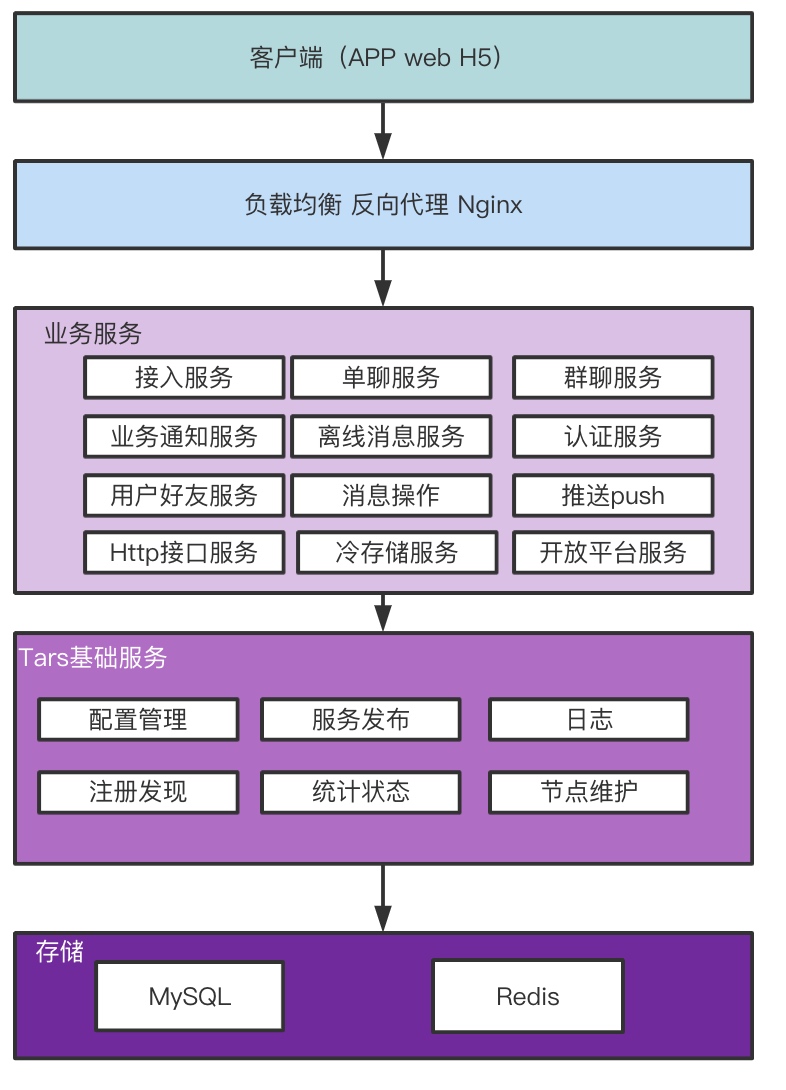 客户端（APP web H5）
负载均衡 反向代理 Nginx
业务服务
接入服务
单聊服务
群聊服务
业务通知服务
离线消息服务
认证服务
用户好友服务
消息操作
推送push
Http接口服务
冷存储服务
开放平台服务
Tars基础服务
配置管理
服务发布
日志
注册发现
统计状态
节点维护
存储
MySQL
Redis